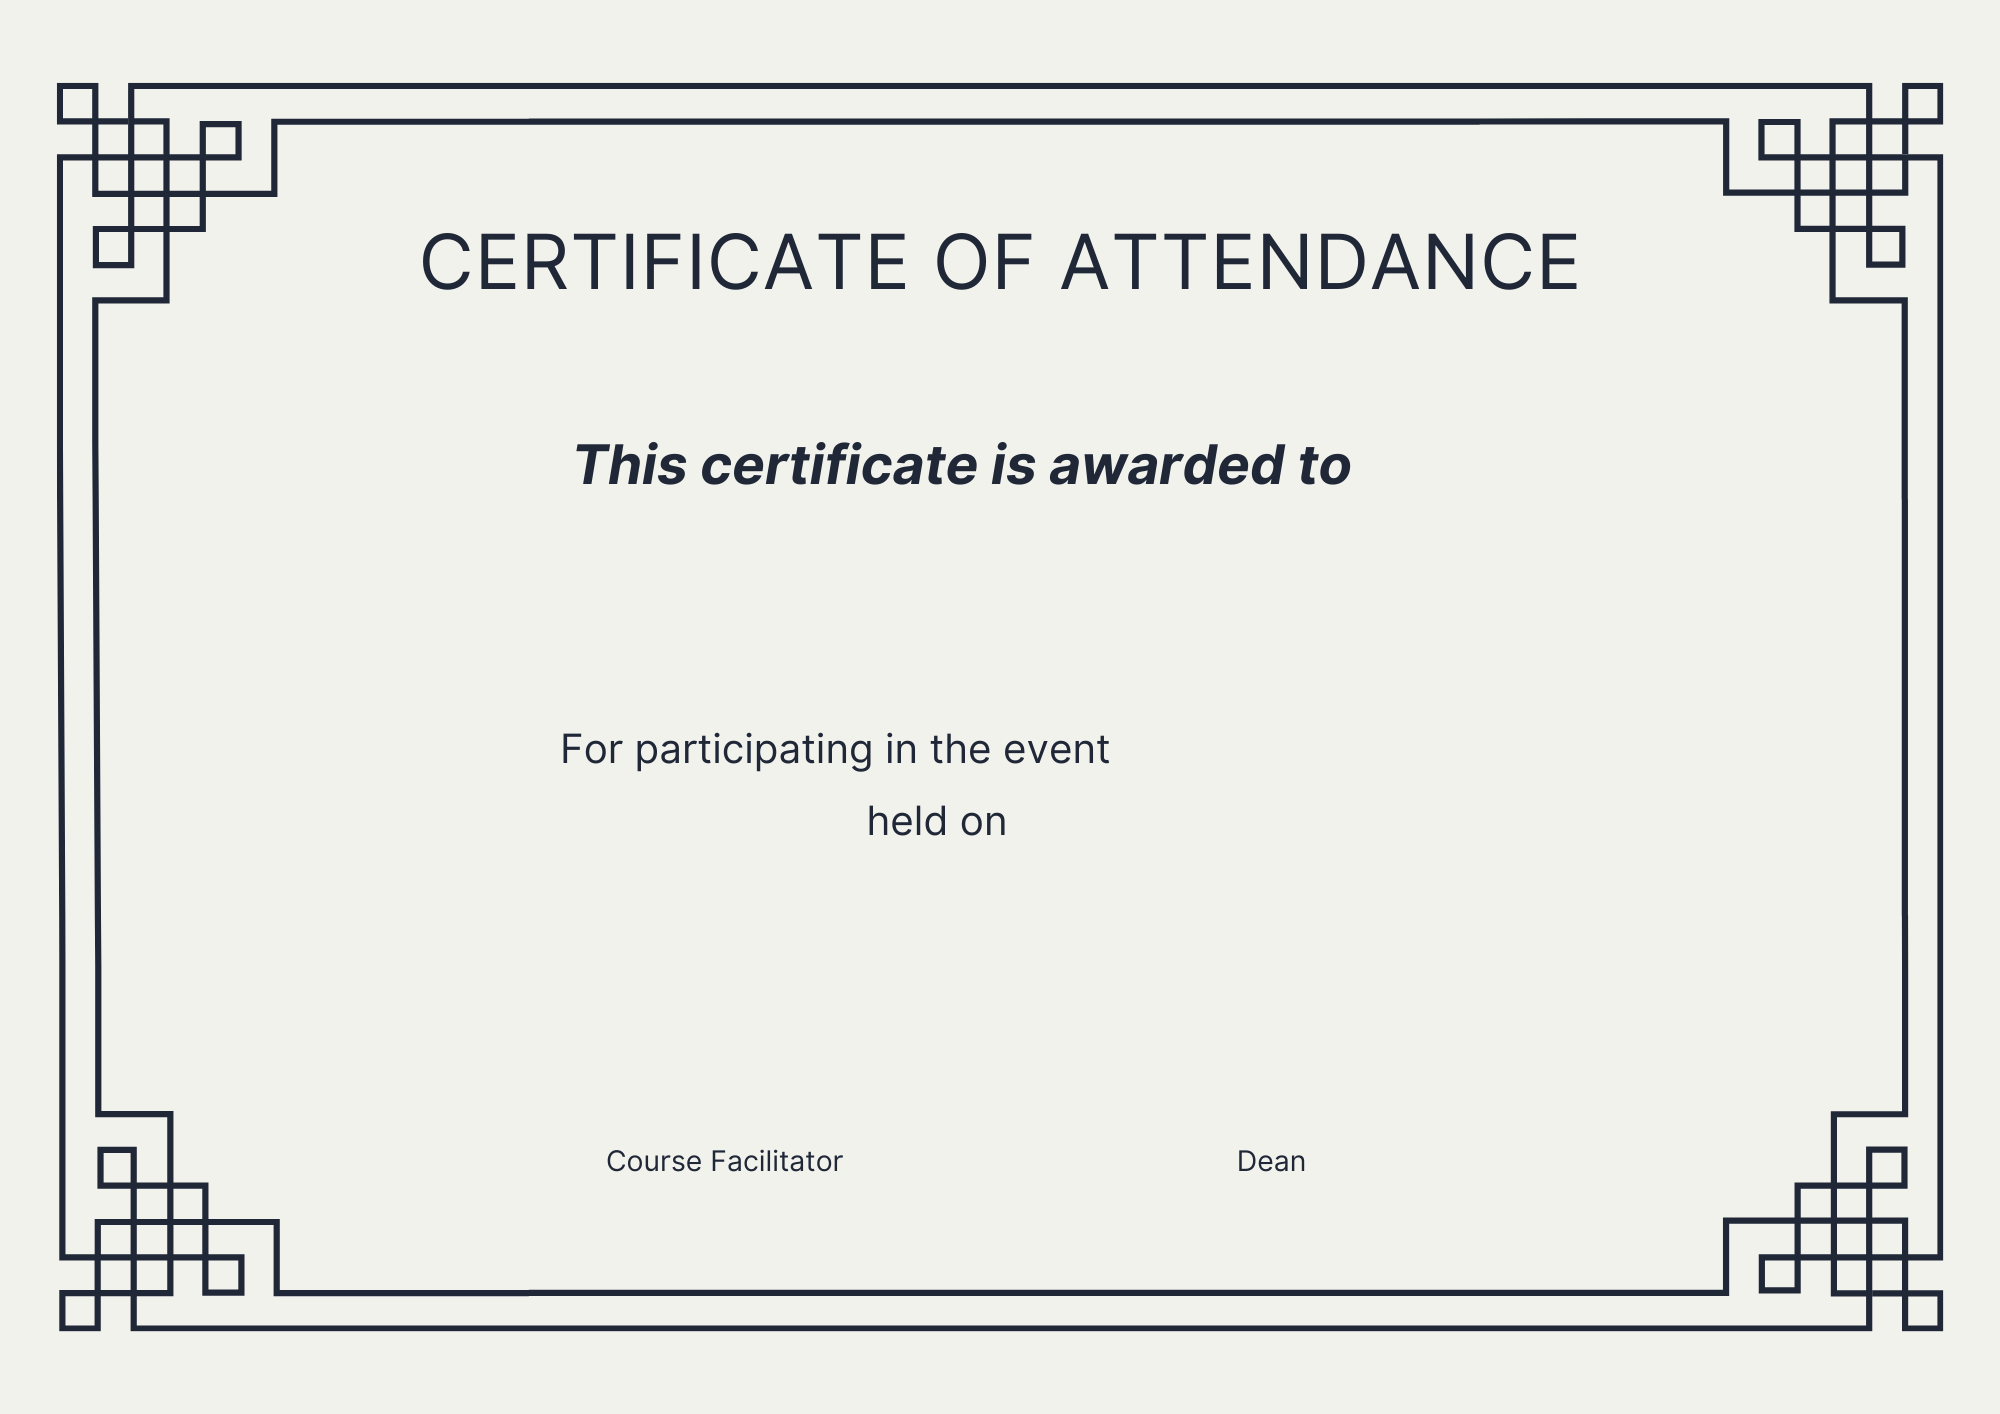 CERTIFICATE OF ATTENDANCE
This certificate is awarded to
For participating in the event
held on
Course Facilitator
Dean